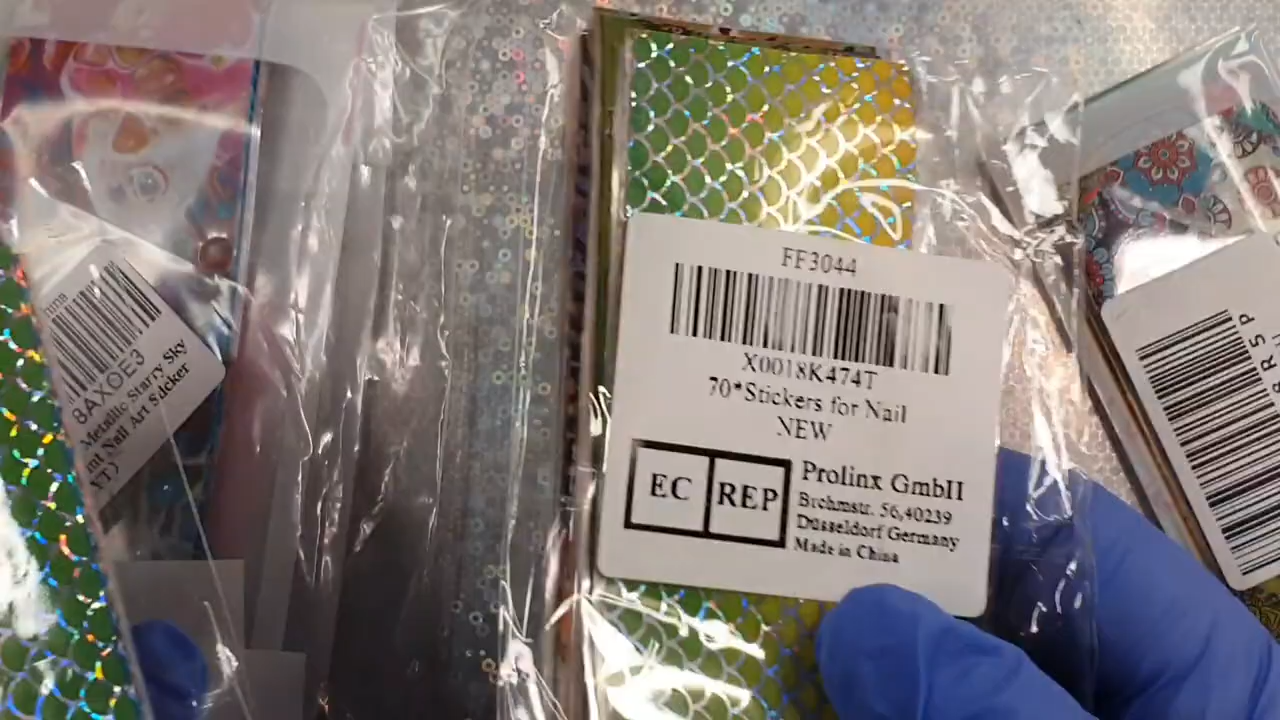 8AXOE3
Metallic Starry Sky
Nail Art Sticker
FF3044
X0018K474T
70*Stickers for Nail
NEW
EC REP
Prolinx GmbH
Brehmstr. 56,40239
Düsseldorf Germany
Made in China